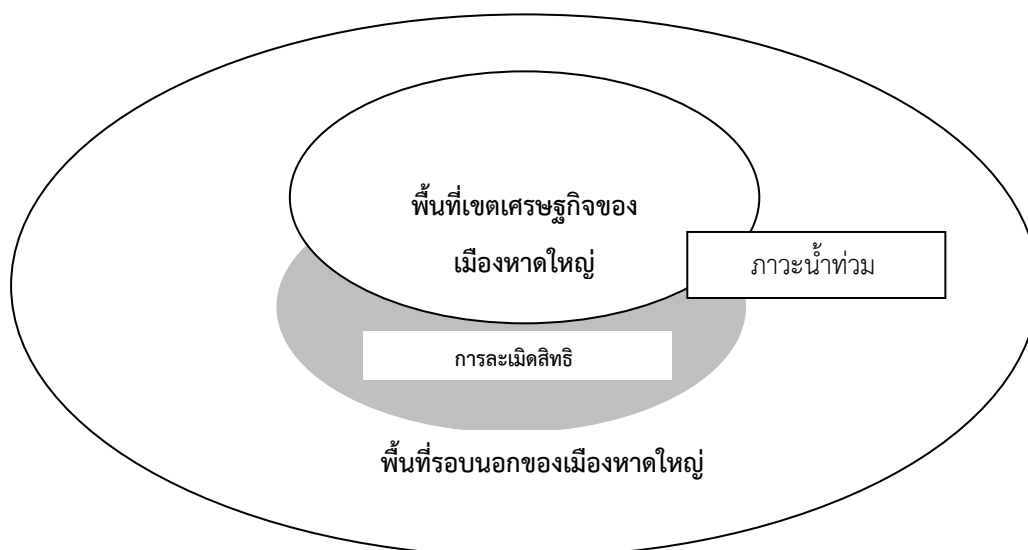 พื้นที่เขตเศรษฐกิจของ
เมืองหาดใหญ่
ภาวะน้ำท่วม
การละเมิดสิทธิ
พื้นที่รอบนอกของเมืองหาดใหญ่